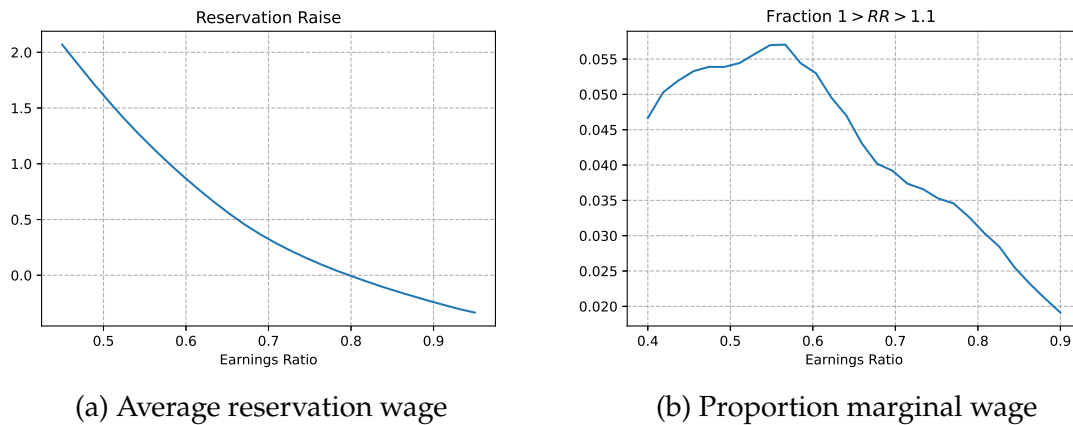 Reservation Raise
2.0
1.5
1.0
0.5
0.0
0.5 0.6 0.7 0.8 0.9
Earnings Ratio
(a) Average reservation wage
Fraction 1 > RR > 1.1
0.055
0.050
0.045
0.040
0.035
0.030
0.025
0.020
0.4 0.5 0.6 0.7 0.8 0.9
Earnings Ratio
(b) Proportion marginal wage